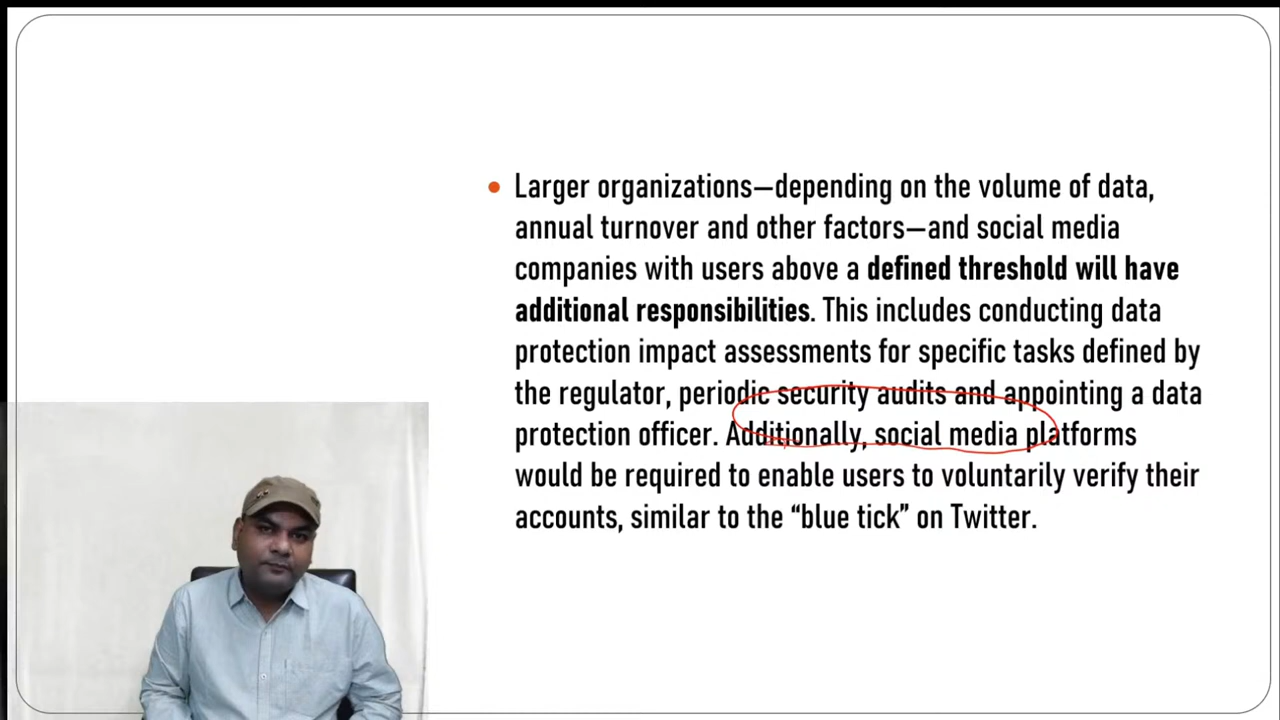 Larger organizations—depending on the volume of data,
annual turnover and other factors—and social media
companies with users above a defined threshold will have
additional responsibilities. This includes conducting data
protection impact assessments for specific tasks defined by
the regulator, periodic security audits and appointing a data
protection officer. Additionally, social media platforms
would be required to enable users to voluntarily verify their
accounts, similar to the “blue tick” on Twitter.